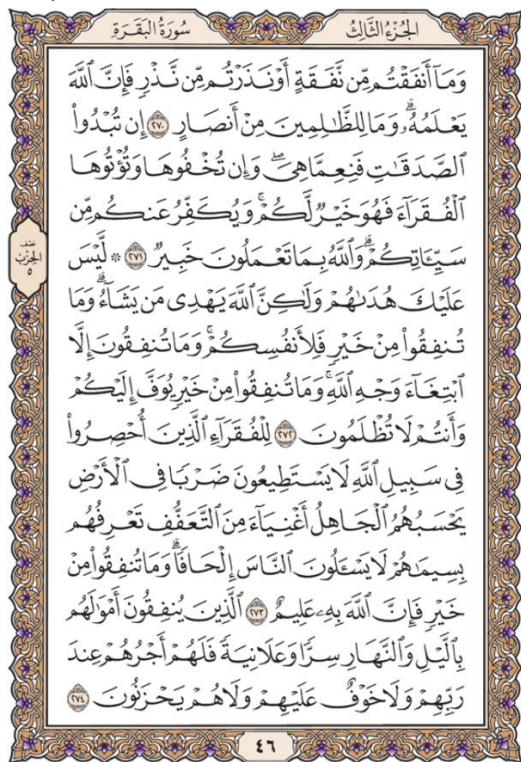 سُورَةُ البَقَرَةِ
الجُزْءُ الثَّالِثُ
وَمَآ أَنفَقْتُم مِّن نَّفَقَةٍ أَوْ نَذَرْتُم مِّن نَّذْرٍ فَإِنَّ ٱللَّهَ
يَعْلَمُهُۥۗ وَمَا لِلظَّٰلِمِينَ مِنْ أَنصَارٍ ٢٧٠ إِن تُبْدُوا۟
ٱلصَّدَقَٰتِ فَنِعِمَّا هِىَۖ وَإِن تُخْفُوهَا وَتُؤْتُوهَا
ٱلْفُقَرَآءَ فَهُوَ خَيْرٌ لَّكُمْۚ وَيُكَفِّرُ عَنكُم مِّن
سَيِّـَٔاتِكُمْۗ وَٱللَّهُ بِمَا تَعْمَلُونَ خَبِيرٌ ٢٧١ ۞ لَّيْسَ
عَلَيْكَ هُدَىٰهُمْ وَلَٰكِنَّ ٱللَّهَ يَهْدِى مَن يَشَآءُۗ وَمَا
تُنفِقُوا۟ مِنْ خَيْرٍ فَلِأَنفُسِكُمْۚ وَمَا تُنفِقُونَ إِلَّا
ٱبْتِغَآءَ وَجْهِ ٱللَّهِۚ وَمَا تُنفِقُوا۟ مِنْ خَيْرٍ يُوَفَّ إِلَيْكُمْ
وَأَنتُمْ لَا تُظْلَمُونَ ٢٧٢ لِلْفُقَرَآءِ ٱلَّذِينَ أُحْصِرُوا۟
فِى سَبِيلِ ٱللَّهِ لَا يَسْتَطِيعُونَ ضَرْبًا فِى ٱلْأَرْضِ
يَحْسَبُهُمُ ٱلْجَاهِلُ أَغْنِيَآءَ مِنَ ٱلتَّعَفُّفِ تَعْرِفُهُم
بِسِيمَٰهُمْ لَا يَسْـَٔلُونَ ٱلنَّاسَ إِلْحَافًاۗ وَمَا تُنفِقُوا۟ مِنْ
خَيْرٍ فَإِنَّ ٱللَّهَ بِهِۦ عَلِيمٌ ٢٧٣ ٱلَّذِينَ يُنفِقُونَ أَمْوَٰلَهُم
بِٱلَّيْلِ وَٱلنَّهَارِ سِرًّا وَعَلَانِيَةً فَلَهُمْ أَجْرُهُمْ عِندَ
رَبِّهِمْ وَلَا خَوْفٌ عَلَيْهِمْ وَلَا هُمْ يَحْزَنُونَ ٢٧٤
نصف
الحزب
٥
٤٦